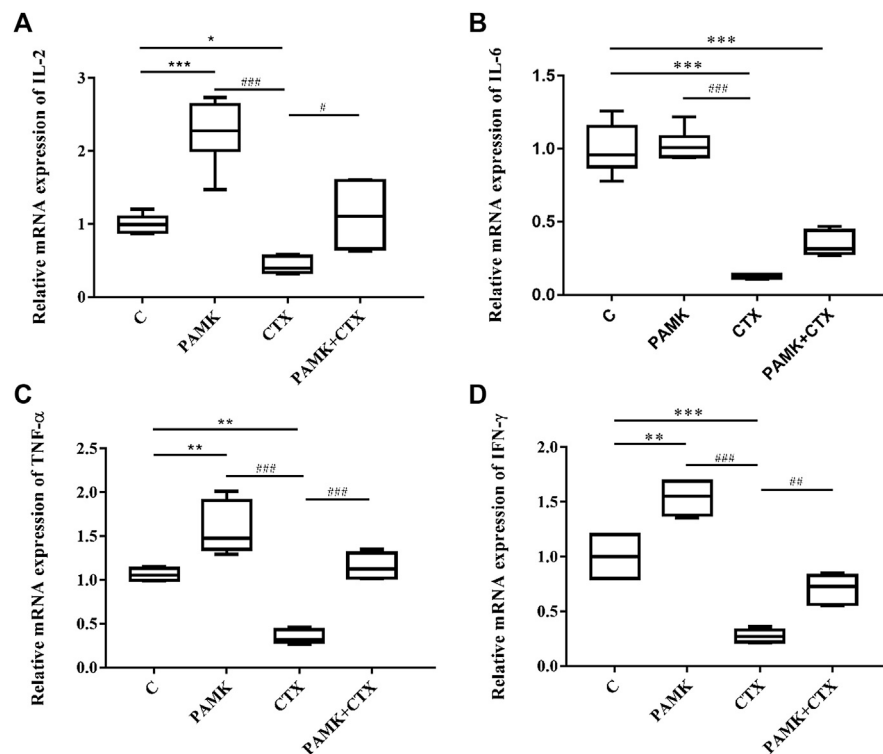 A
Relative mRNA expression of IL-2
*
***
###
#
3
2
1
0
C
PAMK
CTX
PAMK+CTX
B
Relative mRNA expression of IL-6
***
***
###
1.5
1.0
0.5
0.0
C
PAMK
CTX
PAMK+CTX
C
Relative mRNA expression of TNF-α
**
**
###
###
2.5
2.0
1.5
1.0
0.5
0.0
C
PAMK
CTX
PAMK+CTX
D
Relative mRNA expression of IFN-γ
***
**
###
##
2.0
1.5
1.0
0.5
0.0
C
PAMK
CTX
PAMK+CTX